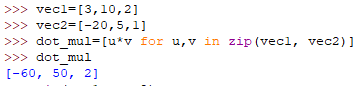 >>> vec1=[3,10,2]
>>> vec2=[-20,5,1]
>>> dot_mul=[u*v for u,v in zip(vec1, vec2)]
>>> dot_mul
[-60, 50, 2]